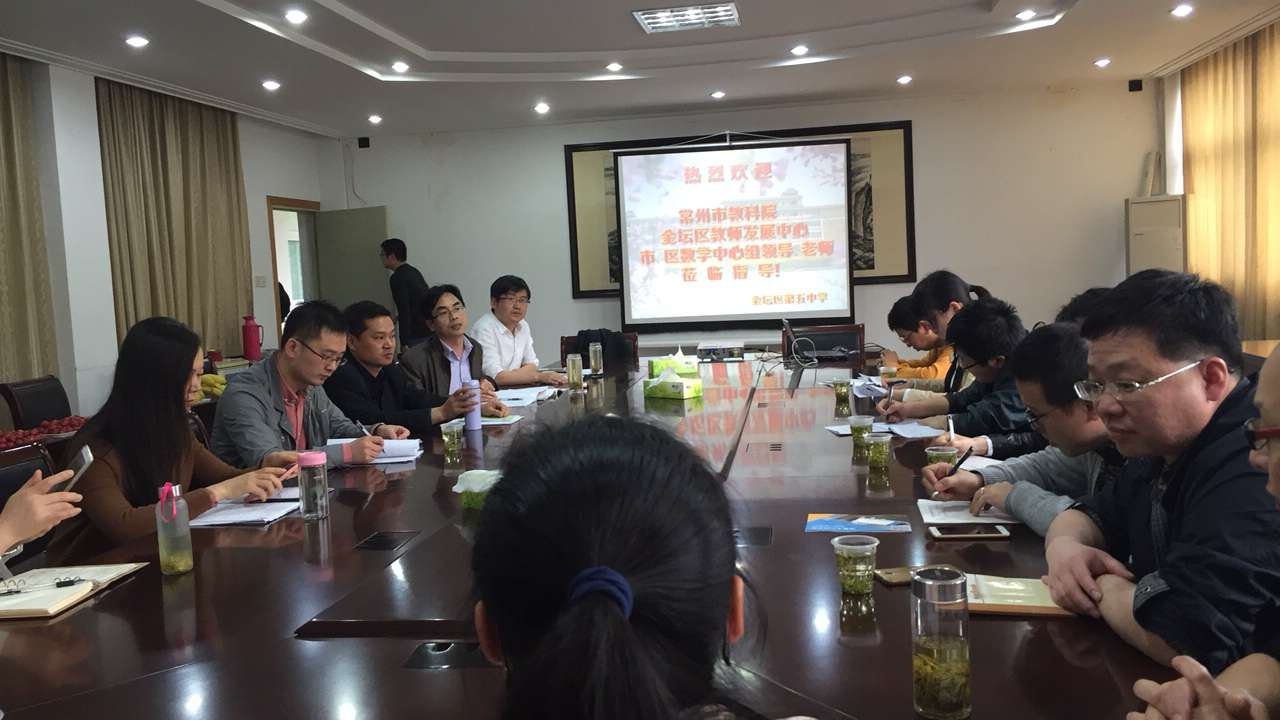 热烈欢迎
常州市教科院
金坛区教师发展中心
市 区数学中心组领导 老师
莅 临 指 导!
金坛区第五中学